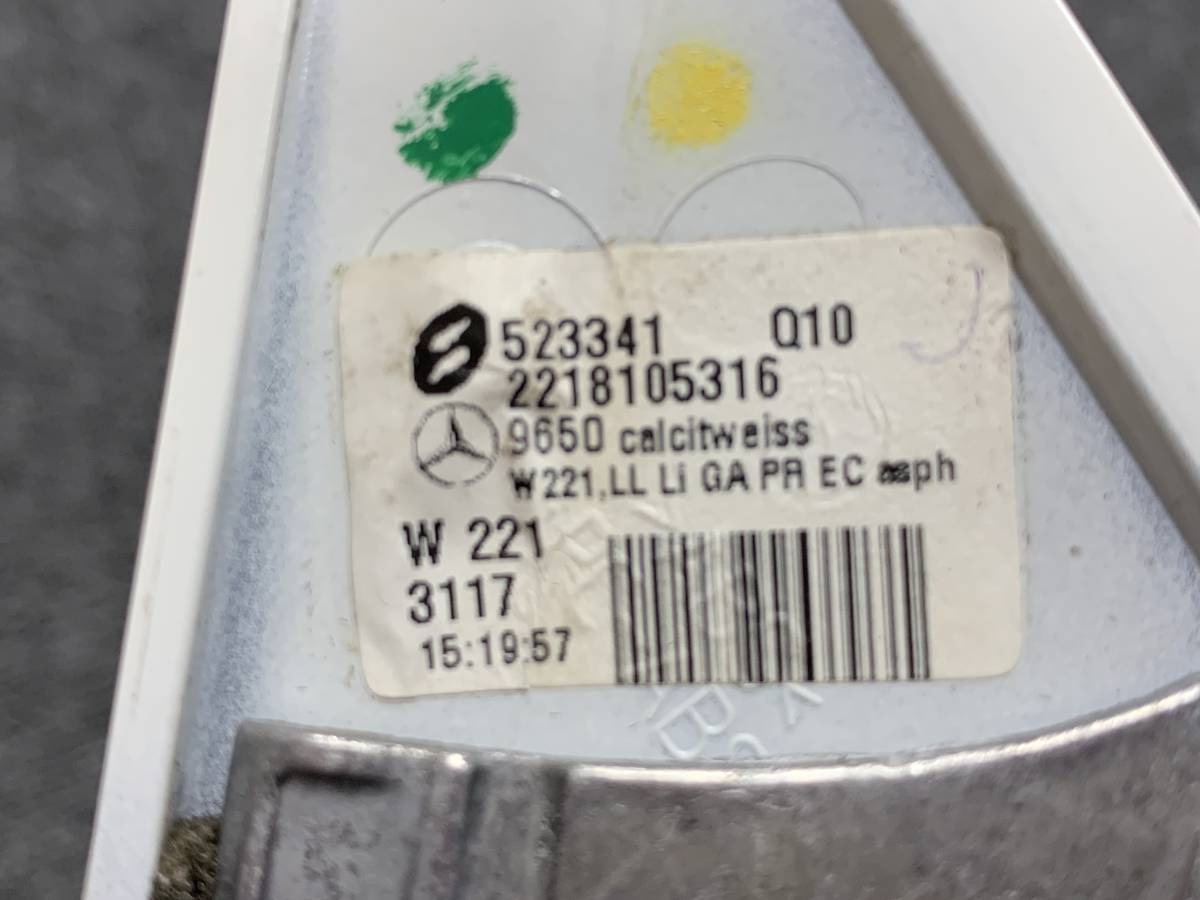 523341 Q10
2218105316
9650 calcitweiss
W221,LL Li GA PR EC asph
W 221
3117
15:19:57